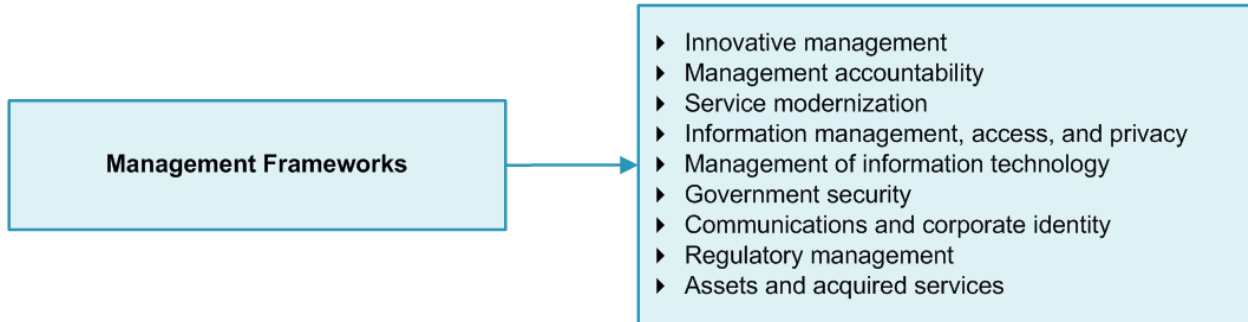 Management Frameworks
Innovative management
Management accountability
Service modernization
Information management, access, and privacy
Management of information technology
Government security
Communications and corporate identity
Regulatory management
Assets and acquired services